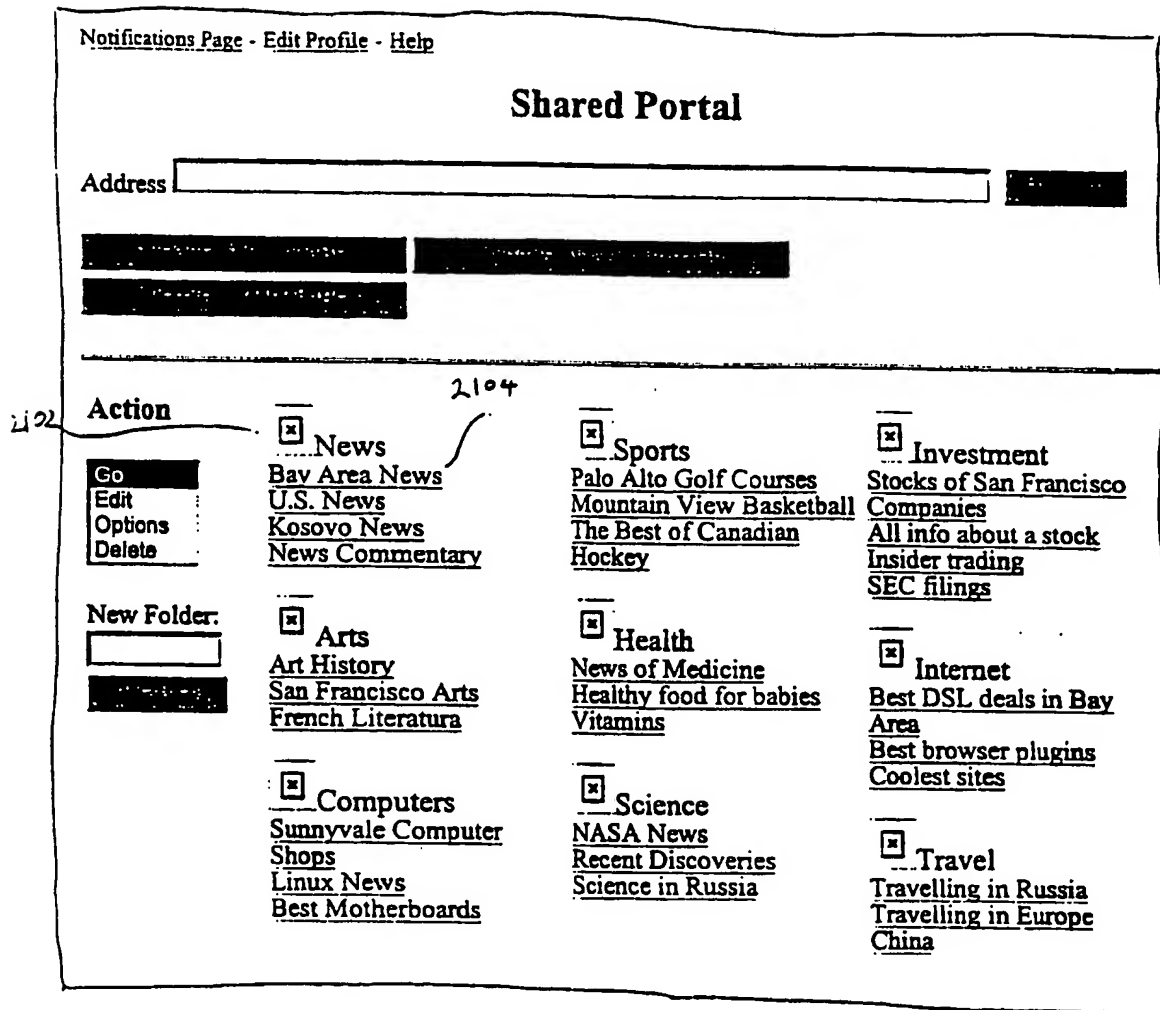 Notifications Page - Edit Profile - Help
Shared Portal
Address
2104
Action
Go
Edit
Options
Delete
New Folder:
News
Bay Area News
U.S. News
Kosovo News
News Commentary
Sports
Palo Alto Golf Courses
Mountain View Basketball
The Best of Canadian
Hockey
Investment
Stocks of San Francisco
Companies
All info about a stock
Insider trading
SEC filings
Arts
Art History
San Francisco Arts
French Literatura
Health
News of Medicine
Healthy food for babies
Vitamins
Internet
Best DSL deals in Bay
Area
Best browser plugins
Coolest sites
Computers
Sunnyvale Computer
Shops
Linux News
Best Motherboards
Science
NASA News
Recent Discoveries
Science in Russia
Travel
Travelling in Russia
Travelling in Europe
China